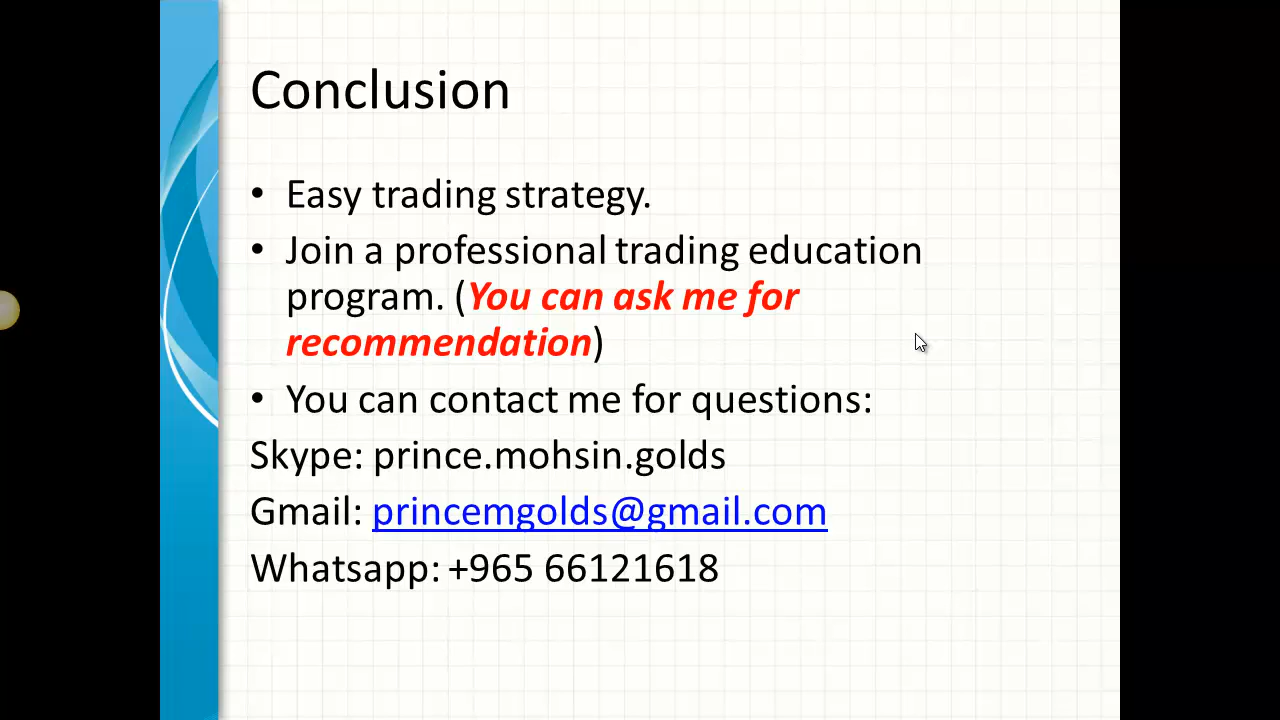 Conclusion
• Easy trading strategy.
• Join a professional trading education
program. (You can ask me for
recommendation)
• You can contact me for questions:
Skype: prince.mohsin.golds
Gmail: princemgolds@gmail.com
Whatsapp: +965 66121618